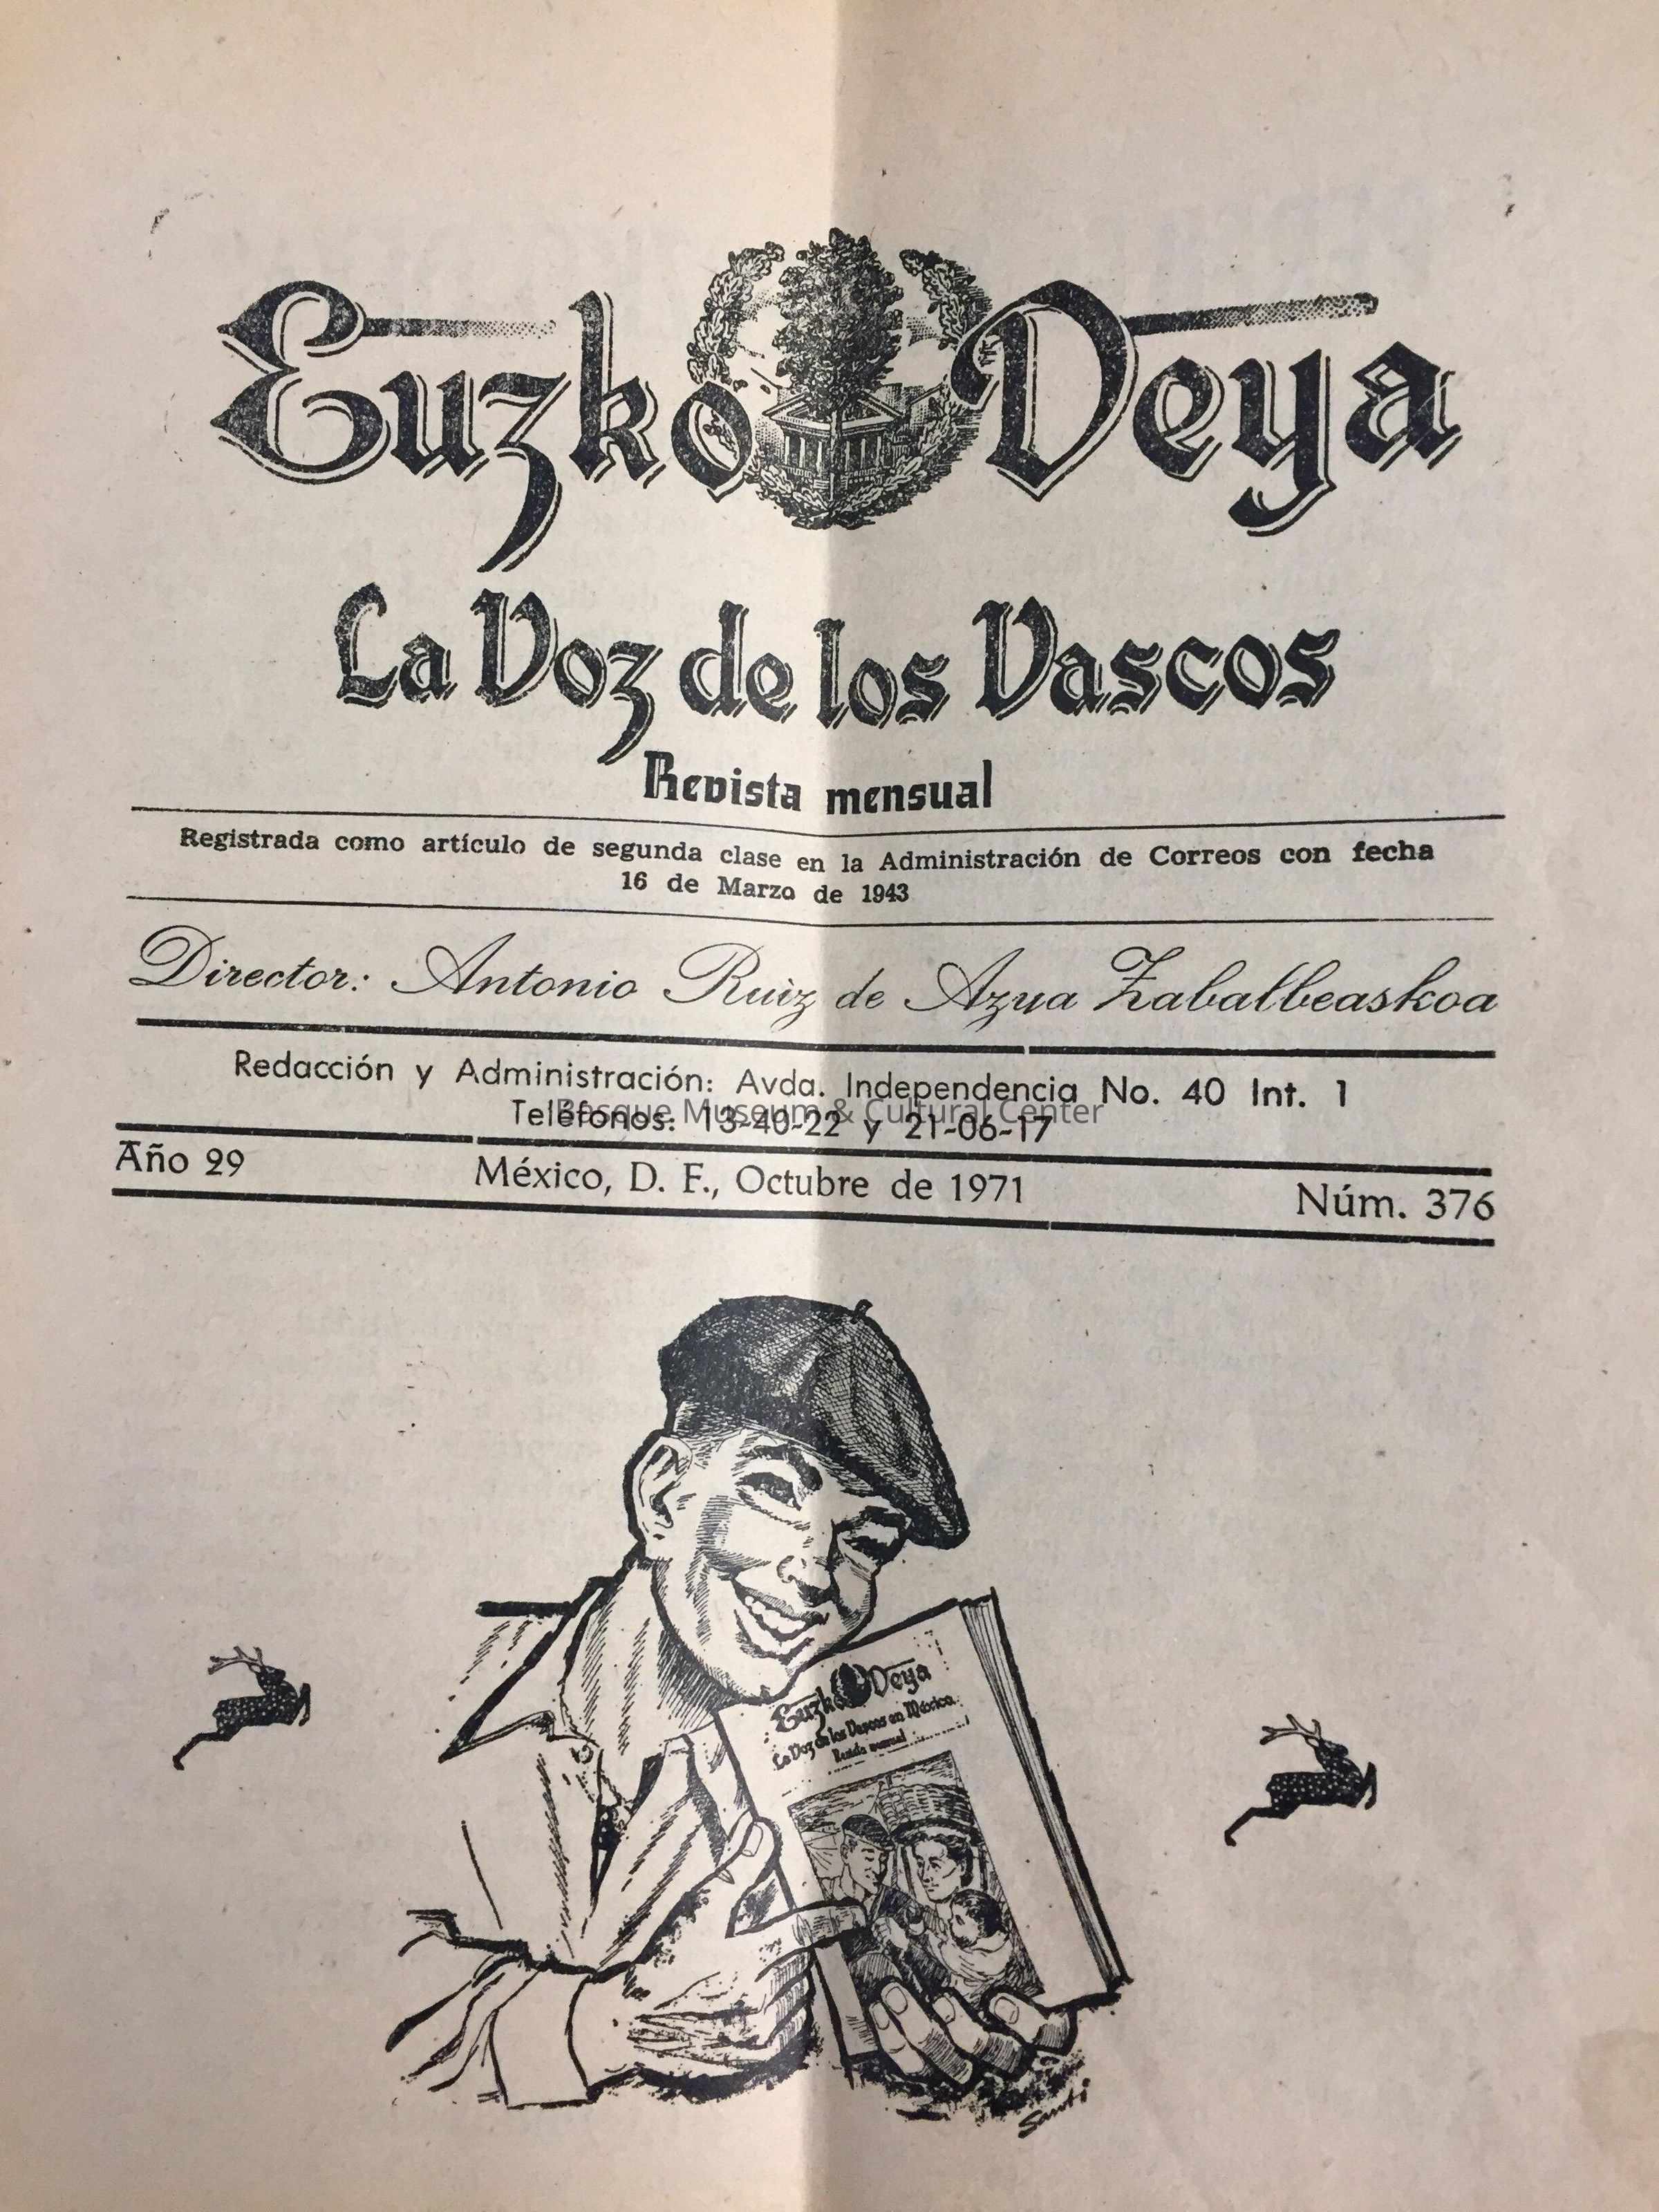 Euzko Deya
La Voz de los Vascos
Revista mensual
Registrada como artículo de segunda clase en la Administración de Correos con fecha
16 de Marzo de 1943
Director: Antonio Ruiz de Azua Zabalbeaskoa
Redacción y Administración: Avda. Independencia No. 40 Int. 1
Teléfonos: 13-40-22 y 21-06-17
Basque Museum & Cultural Center
Año 29 México, D. F., Octubre de 1971 Núm. 376
Euzko Deya
La Voz de los Vascos en México
Revista mensual
Santi